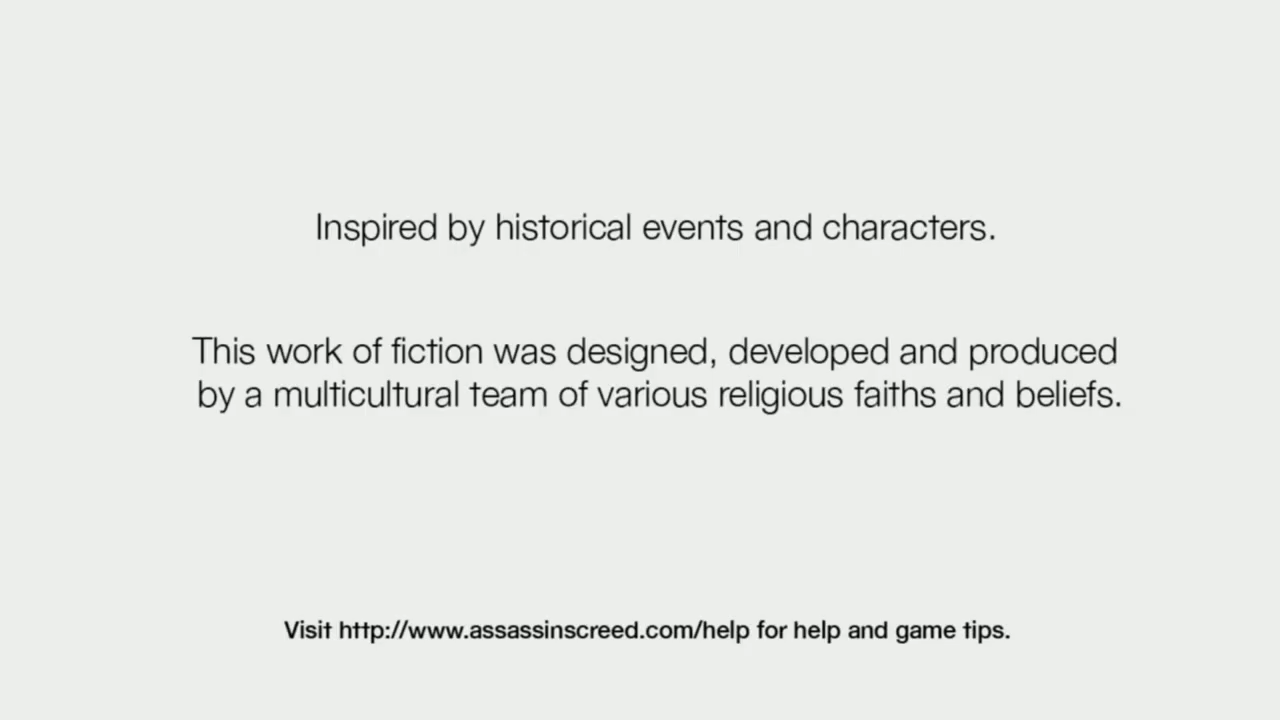 Inspired by historical events and characters.
This work of fiction was designed, developed and produced
by a multicultural team of various religious faiths and beliefs.
Visit http://www.assassinscreed.com/help for help and game tips.